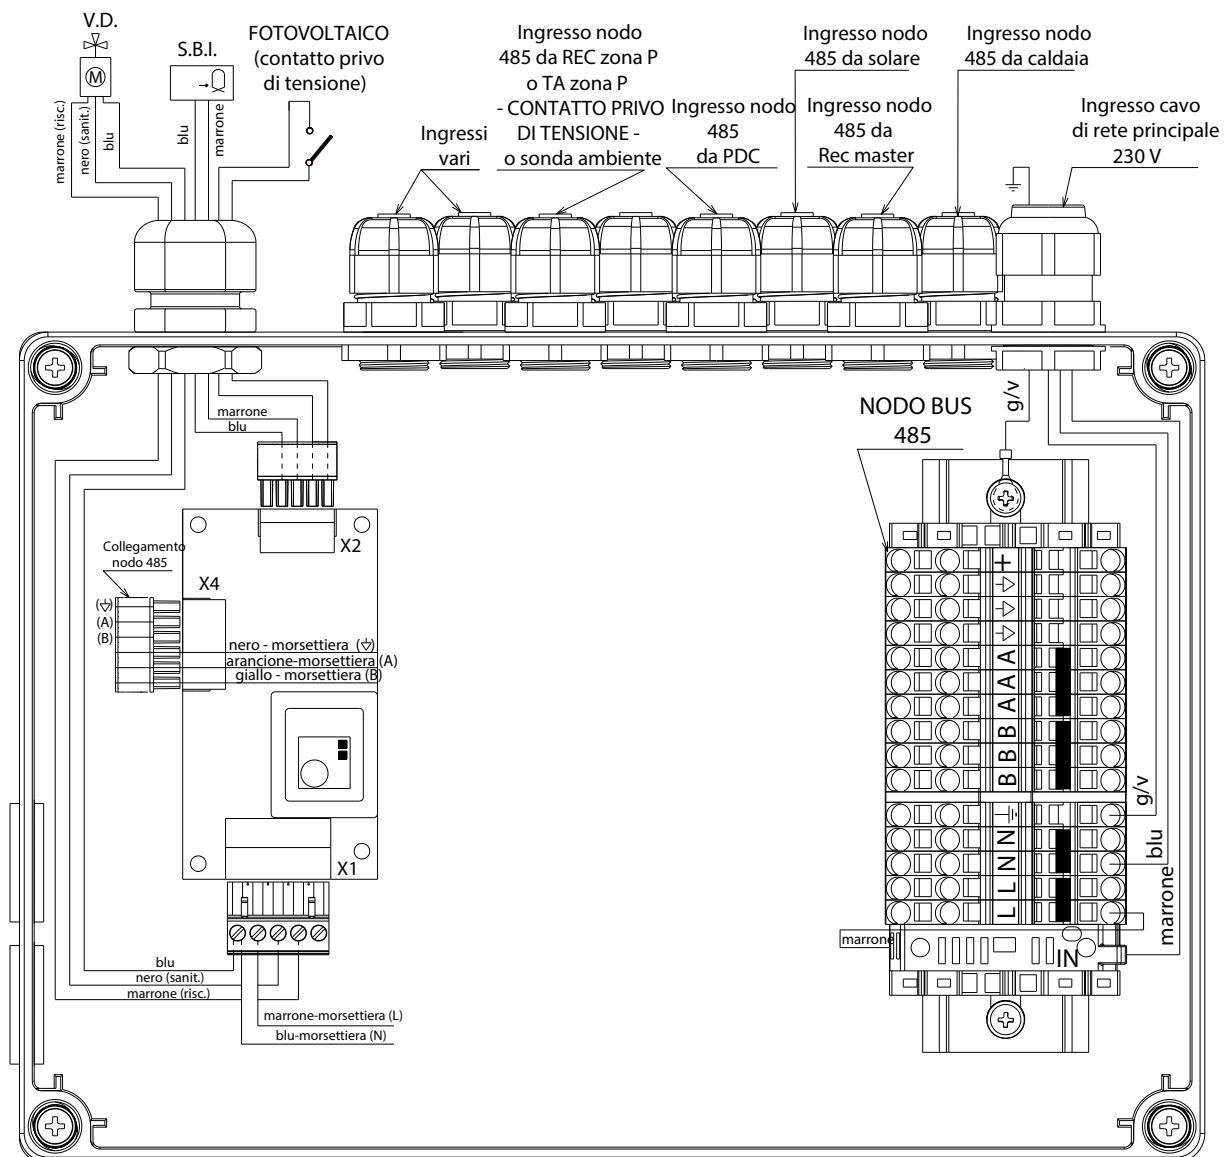 V.D.
M
S.B.I.
FOTOVOLTAICO
(contatto privo
di tensione)
marrone (risc.)
nero (sanit.)
blu
blu
marrone
Ingressi
vari
Ingresso nodo
485 da REC zona P
o TA zona P
- CONTATTO PRIVO
DI TENSIONE -
o sonda ambiente
Ingresso nodo
485
da PDC
Ingresso nodo
485 da solare
Ingresso nodo
485 da
Rec master
Ingresso nodo
485 da caldaia
Ingresso cavo
di rete principale
230 V
marrone
blu
g/v
NODO BUS
485
X2
Collegamento
nodo 485
X4
(A)
(B)
nero - morsettiera
arancione-morsettiera (A)
giallo - morsettiera (B)
X1
+
A
A
A
B
B
B
N
N
L
L
g/v
blu
marrone
marrone
IN
blu
nero (sanit.)
marrone (risc.)
marrone-morsettiera (L)
blu-morsettiera (N)